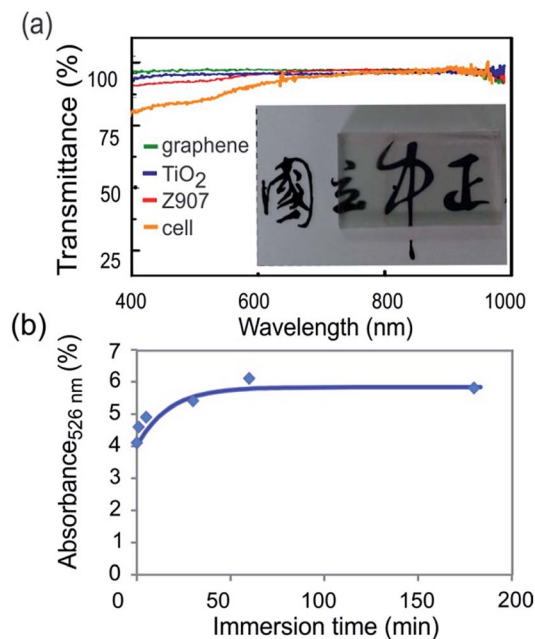 (a)
Transmittance (%)
100
75
50
25
graphene
TiO2
Z907
cell
國立中正
400 600 800 1000
Wavelength (nm)
(b)
Absorbance526 nm (%)
7
6
5
4
3
2
1
0
0 50 100 150 200
Immersion time (min)